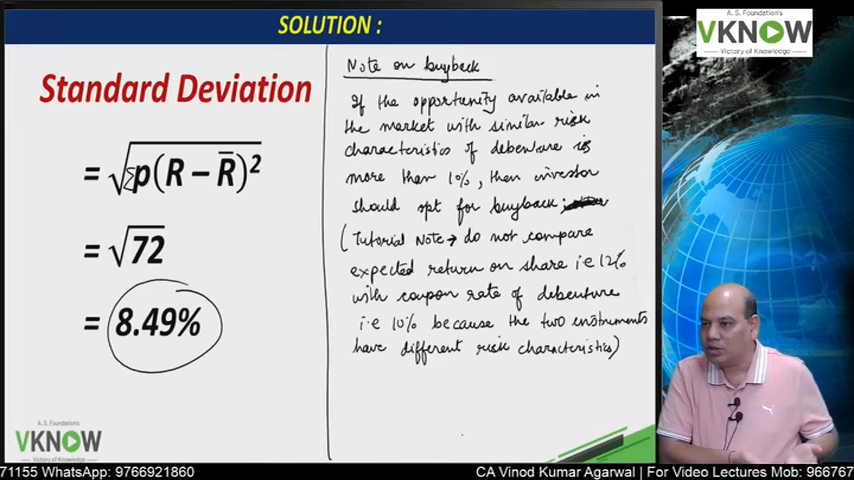 SOLUTION :
A. S. Foundation's
VKNOW
Victory of Knowledge
Standard Deviation
= √Σp(R − R̄)²
= √72
= 8.49%
Note on buyback
If the opportunity available in
the market with similar risk
characteristics of debenture is
more than 10%, then investor
should opt for buyback.
(Tutorial Note → do not compare
expected return on share i.e 12%
with coupon rate of debenture
i.e 10% because the two instruments
have different risk characteristics)
A. S. Foundation's
VKNOW
Victory of Knowledge
71155 WhatsApp: 9766921860
CA Vinod Kumar Agarwal | For Video Lectures Mob: 966767